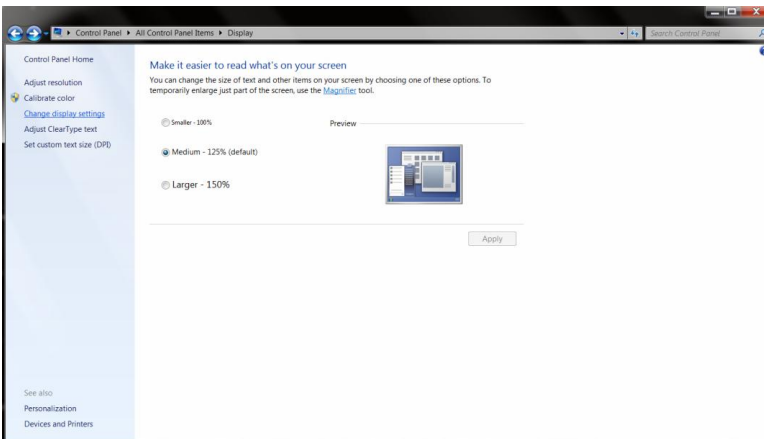 Control Panel ▸ All Control Panel Items ▸ Display
Search Control Panel
Control Panel Home
Adjust resolution
Calibrate color
Change display settings
Adjust ClearType text
Set custom text size (DPI)
See also
Personalization
Devices and Printers
Make it easier to read what's on your screen
You can change the size of text and other items on your screen by choosing one of these options. To
temporarily enlarge just part of the screen, use the Magnifier tool.
Smaller - 100%
Preview
Medium - 125% (default)
Larger - 150%
Apply